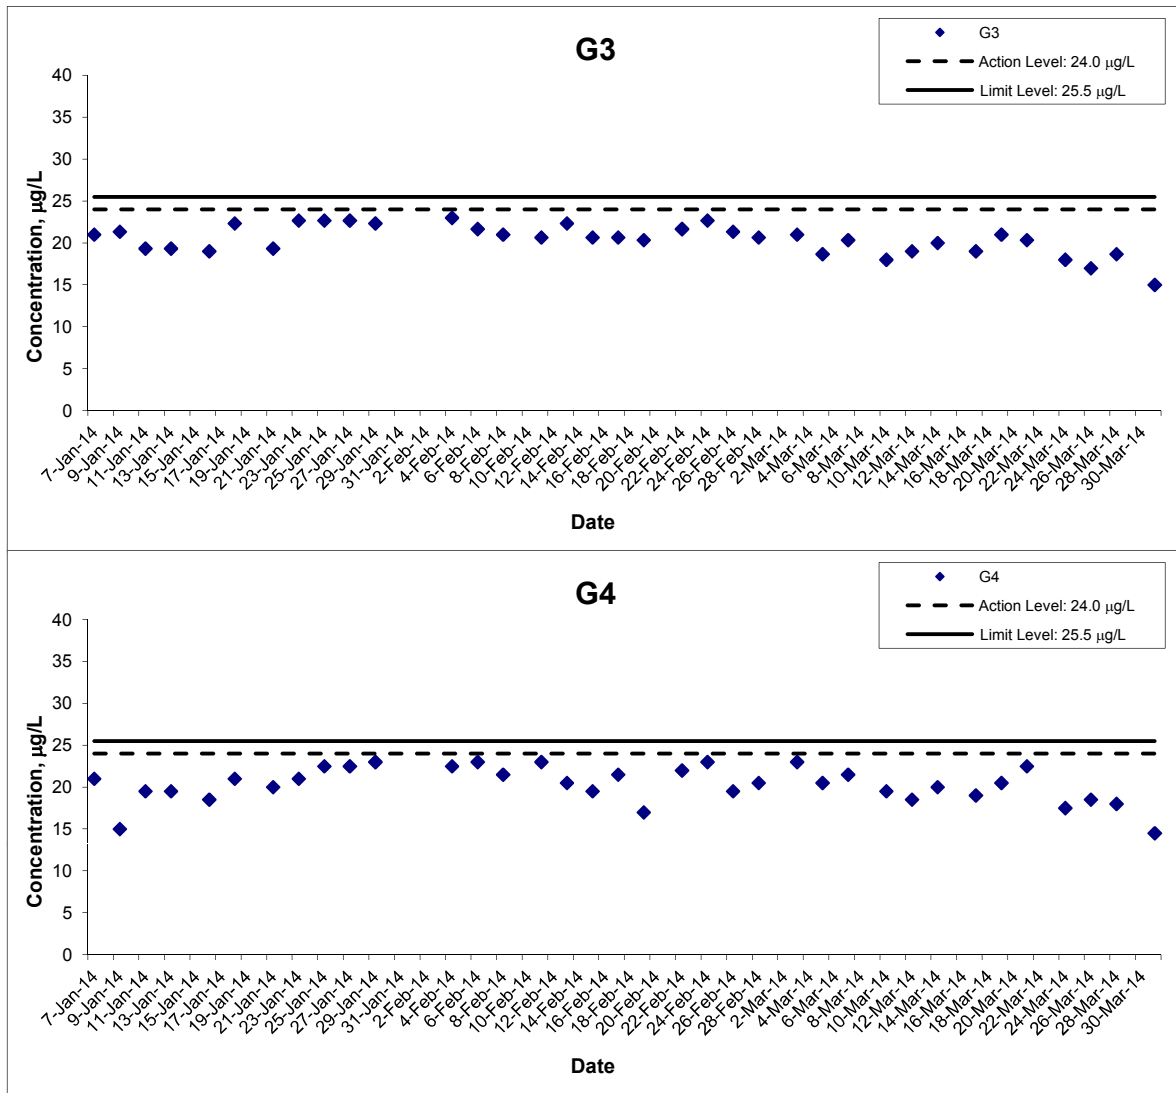 G3
G3
Action Level: 24.0 µg/L
Limit Level: 25.5 µg/L
Concentration, µg/L
40
35
30
25
20
15
10
5
0
7-Jan-14
9-Jan-14
11-Jan-14
13-Jan-14
15-Jan-14
17-Jan-14
19-Jan-14
21-Jan-14
23-Jan-14
25-Jan-14
27-Jan-14
29-Jan-14
31-Jan-14
2-Feb-14
4-Feb-14
6-Feb-14
8-Feb-14
10-Feb-14
12-Feb-14
14-Feb-14
16-Feb-14
18-Feb-14
20-Feb-14
22-Feb-14
24-Feb-14
26-Feb-14
28-Feb-14
2-Mar-14
4-Mar-14
6-Mar-14
8-Mar-14
10-Mar-14
12-Mar-14
14-Mar-14
16-Mar-14
18-Mar-14
20-Mar-14
22-Mar-14
24-Mar-14
26-Mar-14
28-Mar-14
30-Mar-14
Date
G4
G4
Action Level: 24.0 µg/L
Limit Level: 25.5 µg/L
Concentration, µg/L
40
35
30
25
20
15
10
5
0
7-Jan-14
9-Jan-14
11-Jan-14
13-Jan-14
15-Jan-14
17-Jan-14
19-Jan-14
21-Jan-14
23-Jan-14
25-Jan-14
27-Jan-14
29-Jan-14
31-Jan-14
2-Feb-14
4-Feb-14
6-Feb-14
8-Feb-14
10-Feb-14
12-Feb-14
14-Feb-14
16-Feb-14
18-Feb-14
20-Feb-14
22-Feb-14
24-Feb-14
26-Feb-14
28-Feb-14
2-Mar-14
4-Mar-14
6-Mar-14
8-Mar-14
10-Mar-14
12-Mar-14
14-Mar-14
16-Mar-14
18-Mar-14
20-Mar-14
22-Mar-14
24-Mar-14
26-Mar-14
28-Mar-14
30-Mar-14
Date